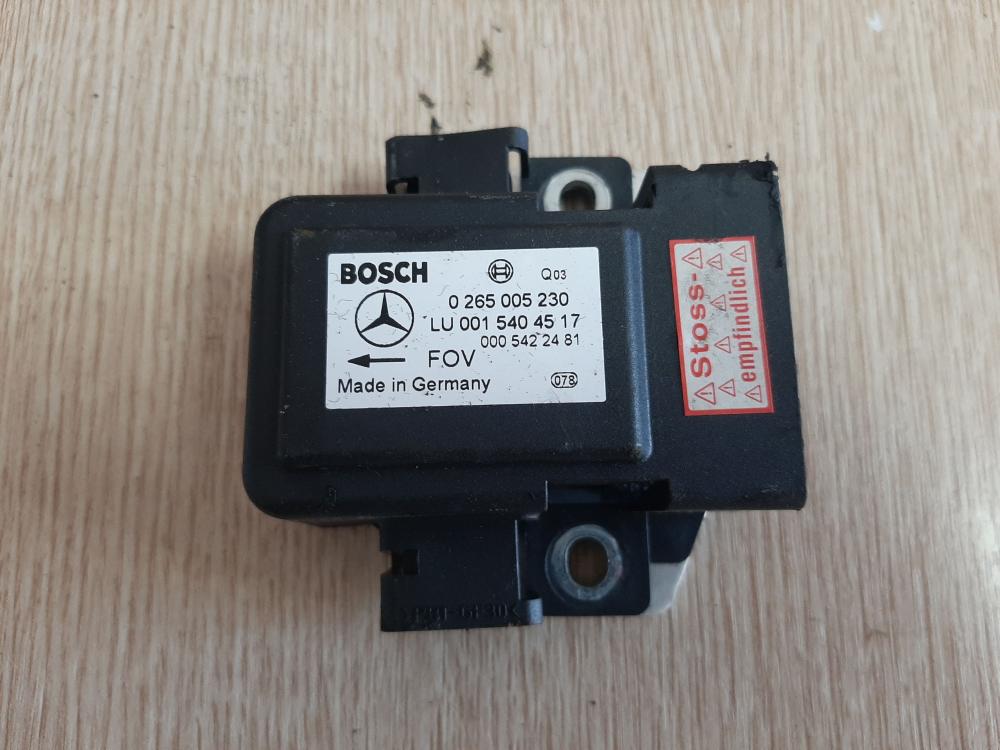 BOSCH
Q03
0 265 005 230
LU 001 540 45 17
000 542 24 81
FOV
Made in Germany
078
Stoss-
empfindlich